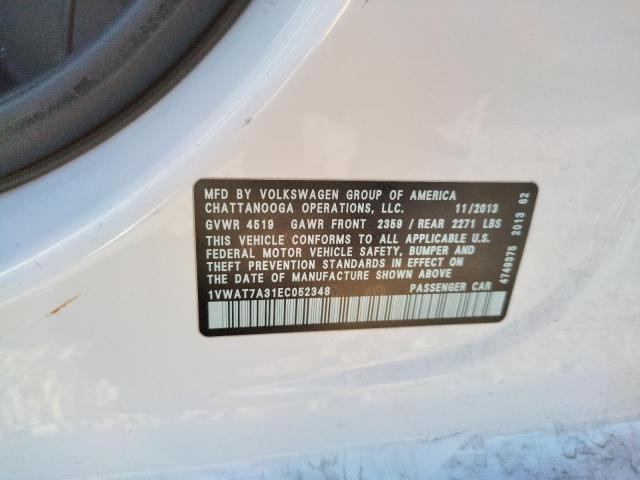 MFD BY VOLKSWAGEN GROUP OF AMERICA
CHATTANOOGA OPERATIONS, LLC. 11/2013
GVWR 4519 GAWR FRONT 2359 / REAR 2271 LBS
THIS VEHICLE CONFORMS TO ALL APPLICABLE U.S.
FEDERAL MOTOR VEHICLE SAFETY, BUMPER AND
THEFT PREVENTION STANDARDS IN EFFECT ON
THE DATE OF MANUFACTURE SHOWN ABOVE
1VWAT7A31EC052348 PASSENGER CAR
4749375 2013 62